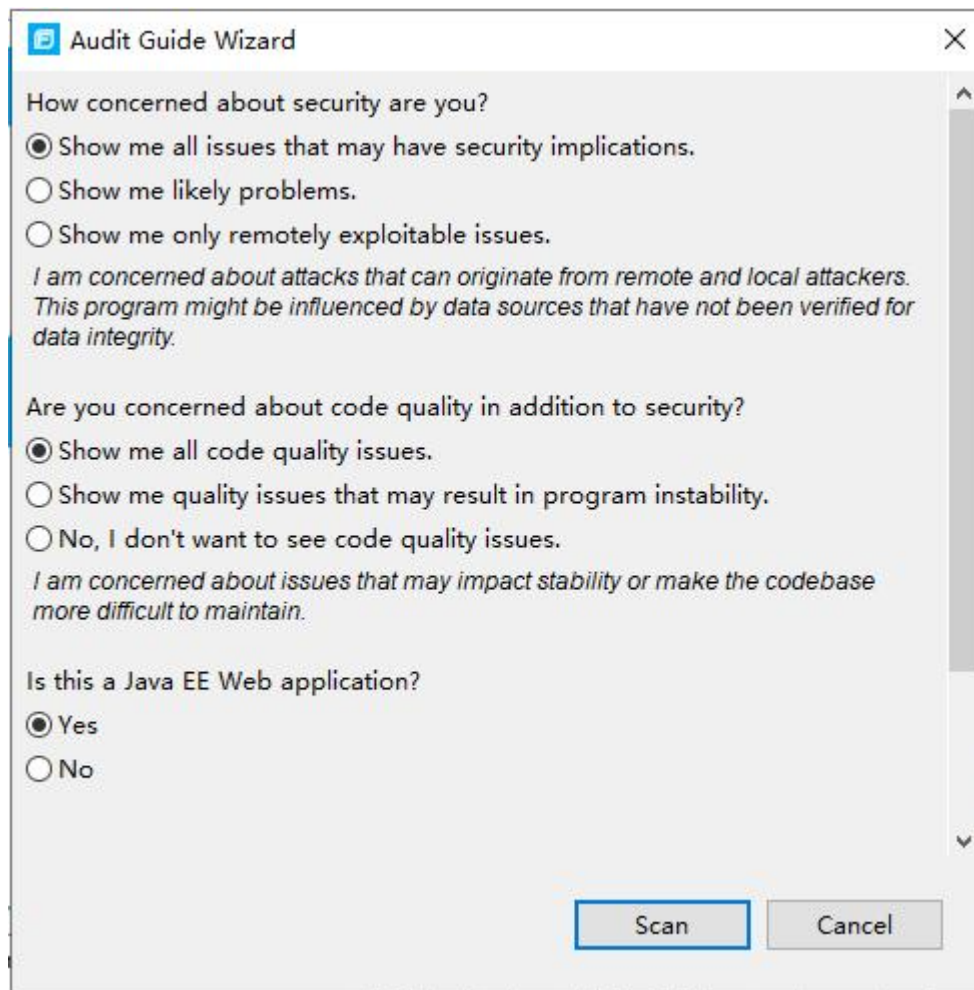 Audit Guide Wizard
How concerned about security are you?
Show me all issues that may have security implications.
Show me likely problems.
Show me only remotely exploitable issues.
I am concerned about attacks that can originate from remote and local attackers.
This program might be influenced by data sources that have not been verified for
data integrity.
Are you concerned about code quality in addition to security?
Show me all code quality issues.
Show me quality issues that may result in program instability.
No, I don't want to see code quality issues.
I am concerned about issues that may impact stability or make the codebase
more difficult to maintain.
Is this a Java EE Web application?
Yes
No
Scan Cancel